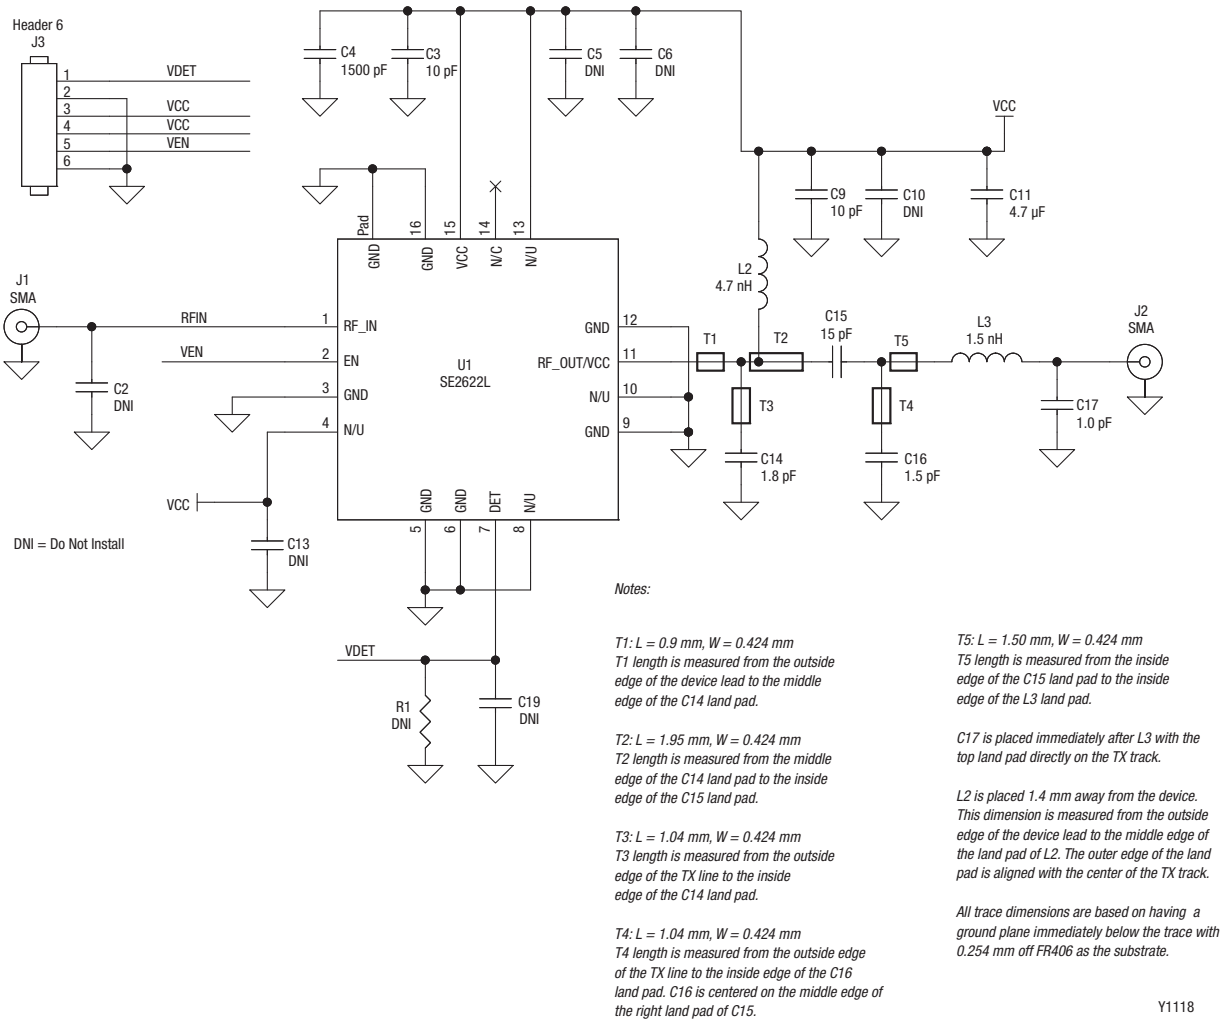 Header 6
J3
1
VDET
2
3
VCC
4
VCC
5
VEN
6
C4
1500 pF
C3
10 pF
C5
DNI
C6
DNI
VCC
C9
10 pF
C10
DNI
C11
4.7 µF
L2
4.7 nH
Pad
16
15
14
13
GND
GND
VCC
N/C
N/U
J1
SMA
RFIN
1
RF_IN
VEN
2
EN
3
GND
4
N/U
C2
DNI
U1
SE2622L
GND
12
RF_OUT/VCC
11
N/U
10
GND
9
T1
T2
C15
15 pF
T5
L3
1.5 nH
J2
SMA
T3
T4
C17
1.0 pF
C14
1.8 pF
C16
1.5 pF
VCC
C13
DNI
DNI = Do Not Install
GND
GND
DET
N/U
5
6
7
8
VDET
R1
DNI
C19
DNI
Notes:
T1: L = 0.9 mm, W = 0.424 mm
T1 length is measured from the outside
edge of the device lead to the middle
edge of the C14 land pad.
T2: L = 1.95 mm, W = 0.424 mm
T2 length is measured from the middle
edge of the C14 land pad to the inside
edge of the C15 land pad.
T3: L = 1.04 mm, W = 0.424 mm
T3 length is measured from the outside
edge of the TX line to the inside
edge of the C14 land pad.
T4: L = 1.04 mm, W = 0.424 mm
T4 length is measured from the outside edge
of the TX line to the inside edge of the C16
land pad. C16 is centered on the middle edge of
the right land pad of C15.
T5: L = 1.50 mm, W = 0.424 mm
T5 length is measured from the inside
edge of the C15 land pad to the inside
edge of the L3 land pad.
C17 is placed immediately after L3 with the
top land pad directly on the TX track.
L2 is placed 1.4 mm away from the device.
This dimension is measured from the outside
edge of the device lead to the middle edge of
the land pad of L2. The outer edge of the land
pad is aligned with the center of the TX track.
All trace dimensions are based on having a
ground plane immediately below the trace with
0.254 mm off FR406 as the substrate.
Y1118